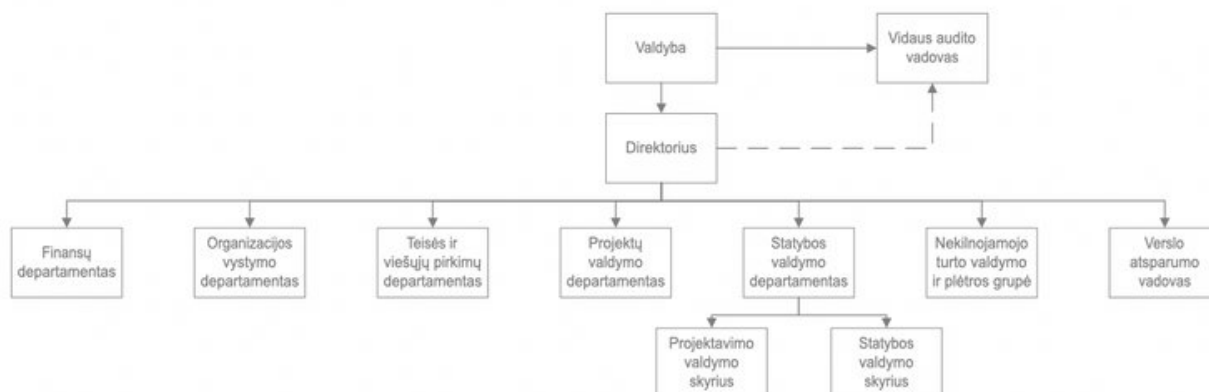 Valdyba
Vidaus audito
vadovas
Direktorius
Finansų
departamentas
Organizacijos
vystymo
departamentas
Teisės ir
viešųjų pirkimų
departamentas
Projektų
valdymo
departamentas
Statybos
valdymo
departamentas
Nekilnojamojo
turto valdymo
ir plėtros grupė
Verslo
atsparumo
vadovas
Projektavimo
valdymo
skyrius
Statybos
valdymo
skyrius